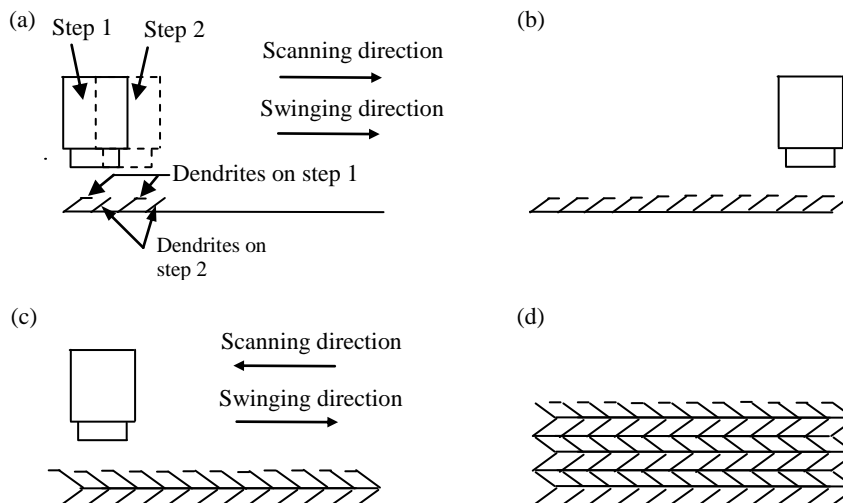 (a)
Step 1
Step 2
Scanning direction
Swinging direction
Dendrites on step 1
Dendrites on
step 2
(b)
(c)
Scanning direction
Swinging direction
(d)